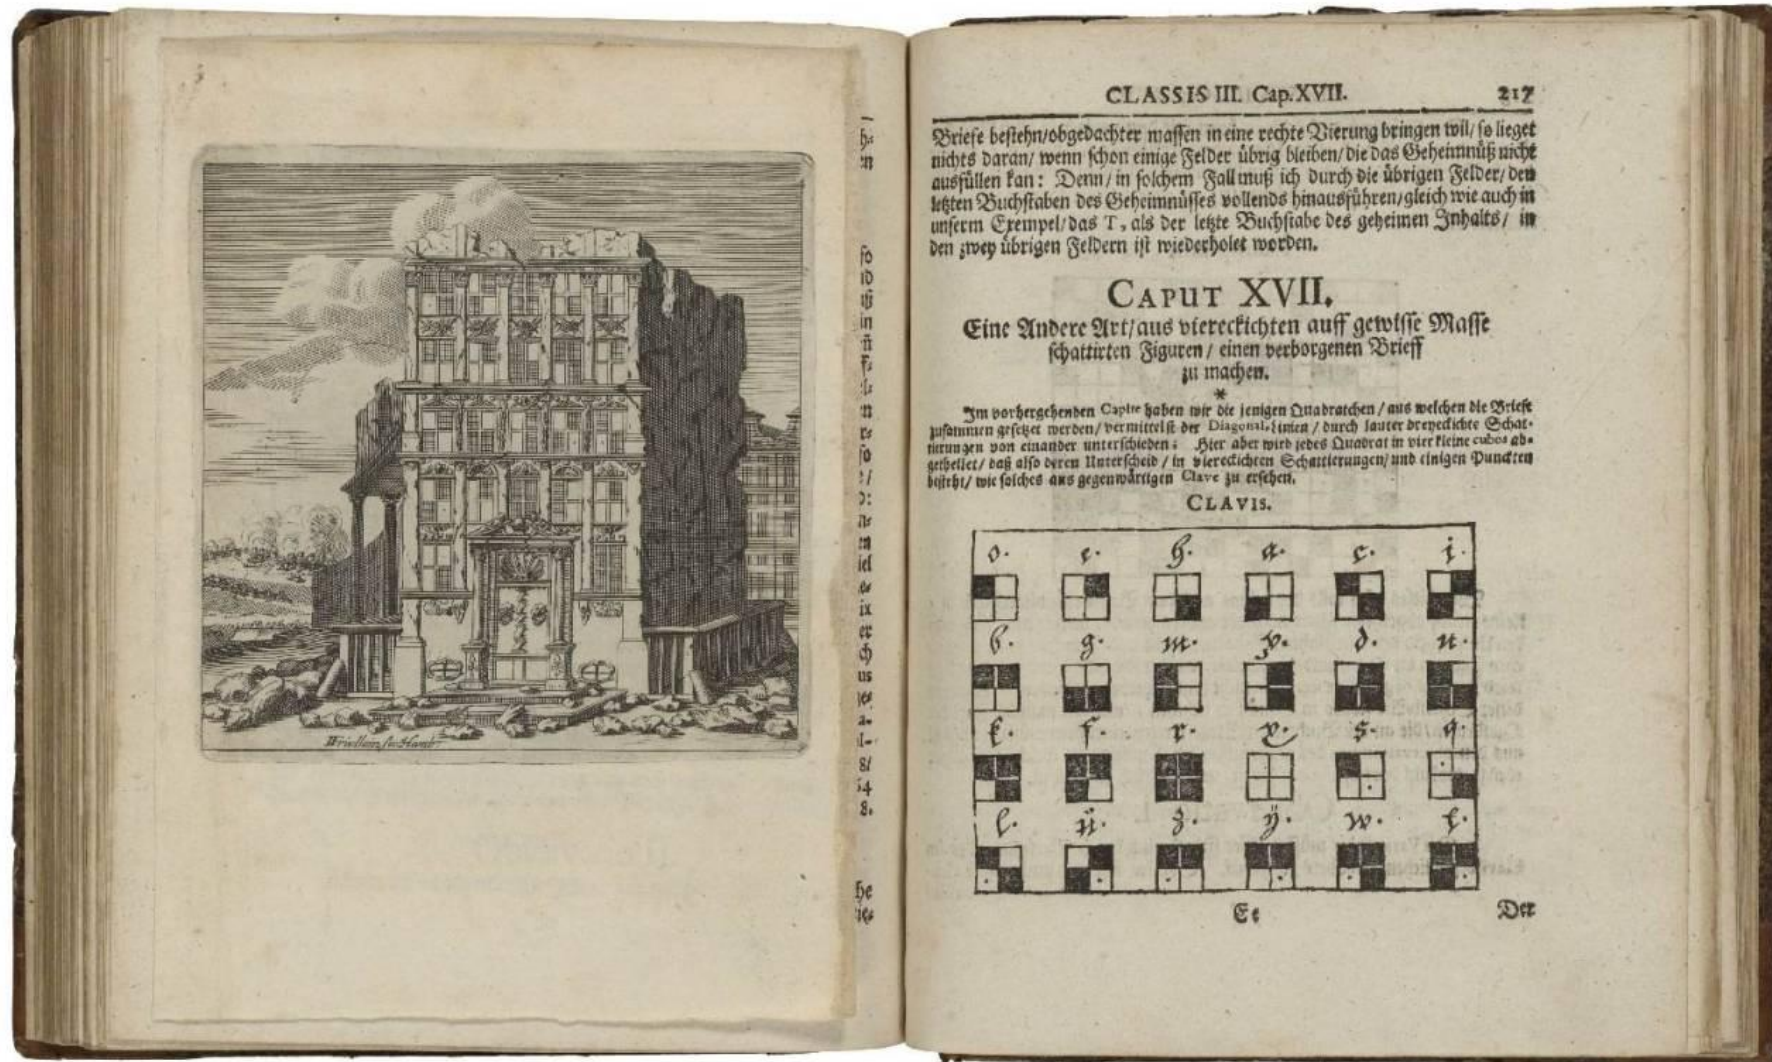 3
Wrießem fec Hamb:
CLASSIS III. Cap. XVII. 217
Briefe bestehn/obgedachter massen in eine rechte Vierung bringen wil/ so lieget
nichts daran/ wenn schon einige Felder übrig bleiben/ die das Geheimnüß nicht
ausfüllen kan: Denn/ in solchem Fall muß ich durch die übrigen Felder/ den
letzten Buchstaben des Geheimnüsses vollends hinausführen/ gleich wie auch in
unserm Exempel/ das T, als der letzte Buchstabe des geheimen Inhalts/ in
den zwey übrigen Feldern ist wiederholet worden.
CAPUT XVII.
Eine Andere Art/ aus viereckichten auff gewisse Masse
schattirten Figuren/ einen verborgenen Brieff
zu machen.
*
Im vorhergehenden Capite haben wir die jenigen Quadratchen/ aus welchen die Briefe
zusammen gesetzet werden/ vermittelst der Diagonal-Linien/ durch lauter dreyeckichte Schat-
tirungen von einander unterschieden: Hier aber wird jedes Quadrat in vier kleine cubos ab-
getheilet/ daß also deren Unterscheid/ in viereckichten Schattierungen/ und einigen Puncten
besteht/ wie solches aus gegenwärtigen Clave zu ersehen.
CLAVIS.
o. e. h. a. c. i.
b. g. m. p. d. n.
k. f. r. x. s. q.
l. ü. z. ÿ. w. t.
Ee Der